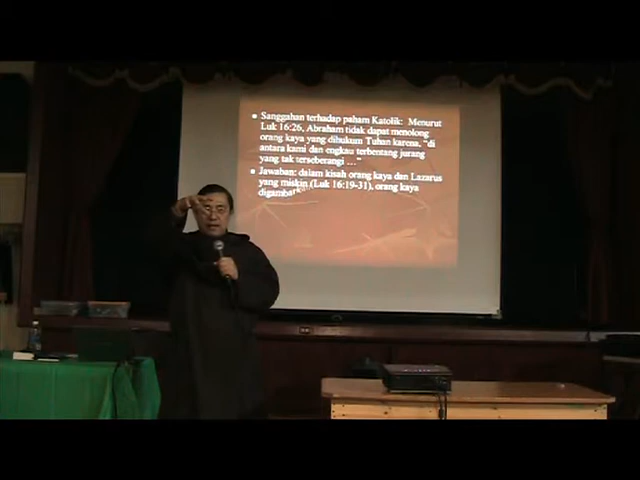 Sanggahan terhadap paham Katolik: Menurut
Luk 16:26, Abraham tidak dapat menolong
orang kaya yang dihukum Tuhan karena, "di
antara kami dan engkau terbentang jurang
yang tak terseberangi …"
Jawaban: dalam kisah orang kaya dan Lazarus
yang miskin (Luk 16:19-31), orang kaya
digambarka